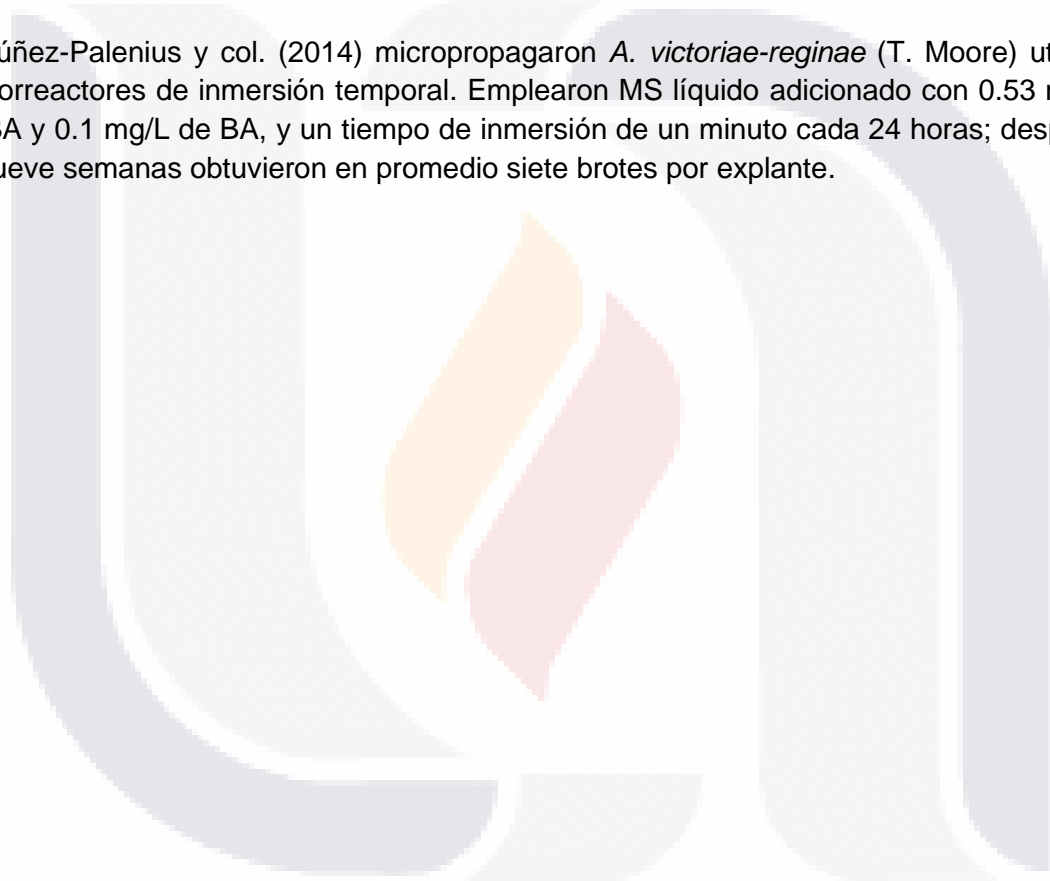 úñez-Palenius y col. (2014) micropropagaron A. victoriae-reginae (T. Moore) ut
orreactores de inmersión temporal. Emplearon MS líquido adicionado con 0.53 
BA y 0.1 mg/L de BA, y un tiempo de inmersión de un minuto cada 24 horas; desp
ueve semanas obtuvieron en promedio siete brotes por explante.